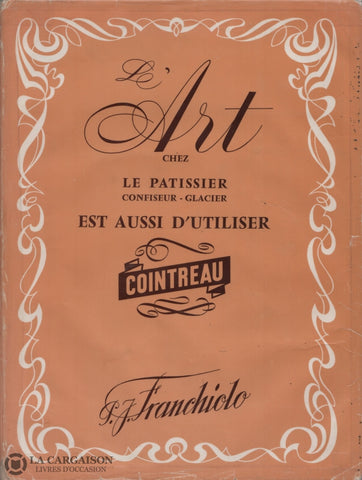 L'Art
CHEZ
LE PATISSIER
CONFISEUR - GLACIER
EST AUSSI D'UTILISER
COINTREAU
P.J. Franchiolo
LA CARGAISON
LIVRES D'OCCASION